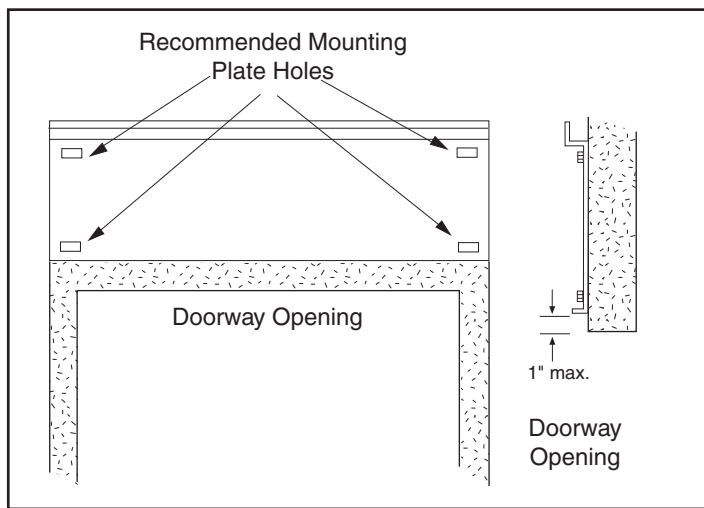 Recommended Mounting
Plate Holes
Doorway Opening
1" max.
Doorway
Opening